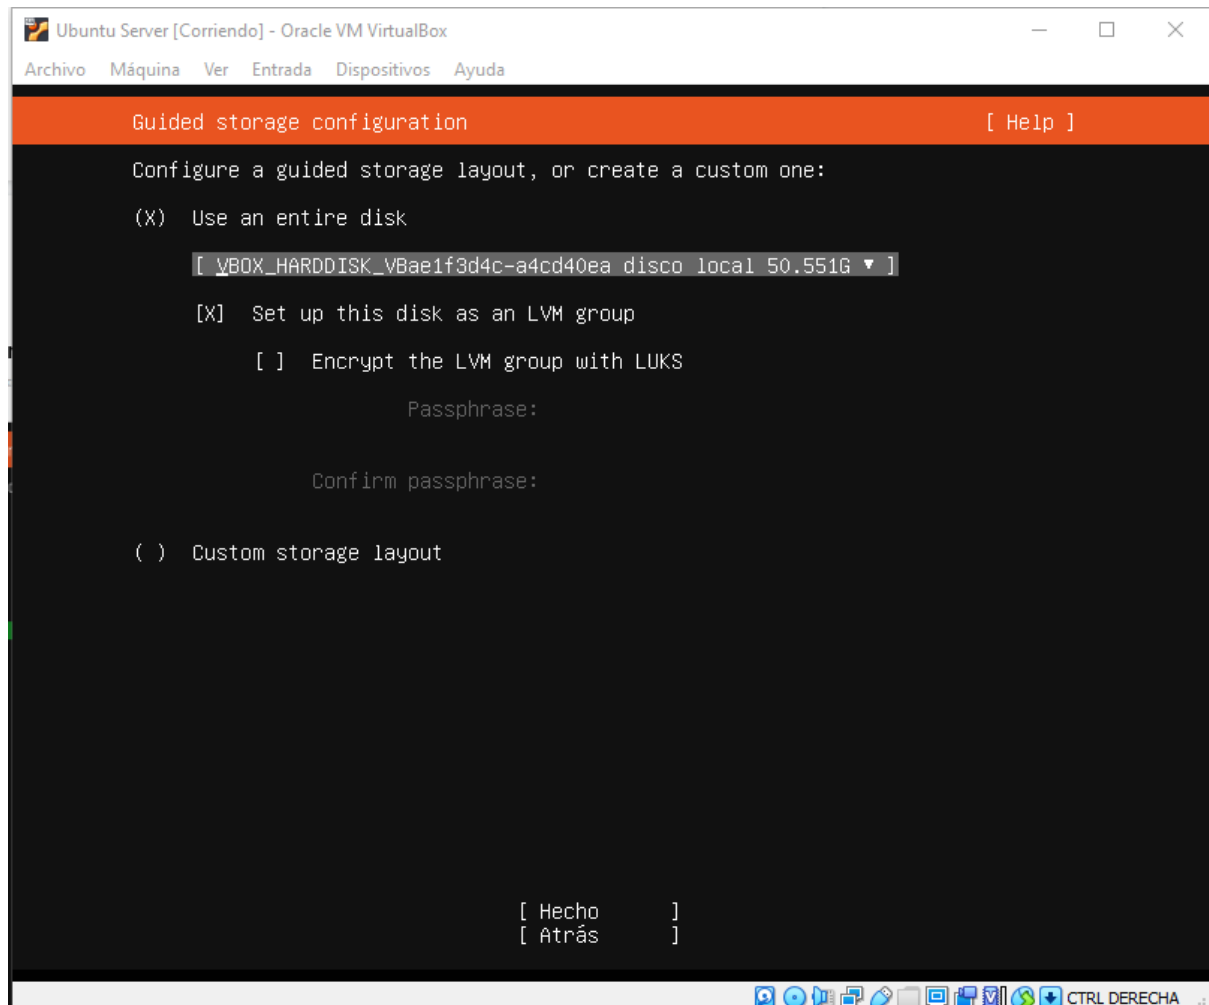 Ubuntu Server [Corriendo] - Oracle VM VirtualBox
Archivo Máquina Ver Entrada Dispositivos Ayuda
Guided storage configuration [ Help ]
Configure a guided storage layout, or create a custom one:
(X) Use an entire disk
[ VBOX_HARDDISK_VBae1f3d4c-a4cd40ea disco local 50.551G ▼ ]
[X] Set up this disk as an LVM group
[ ] Encrypt the LVM group with LUKS
Passphrase:
Confirm passphrase:
( ) Custom storage layout
[ Hecho ]
[ Atrás ]
CTRL DERECHA